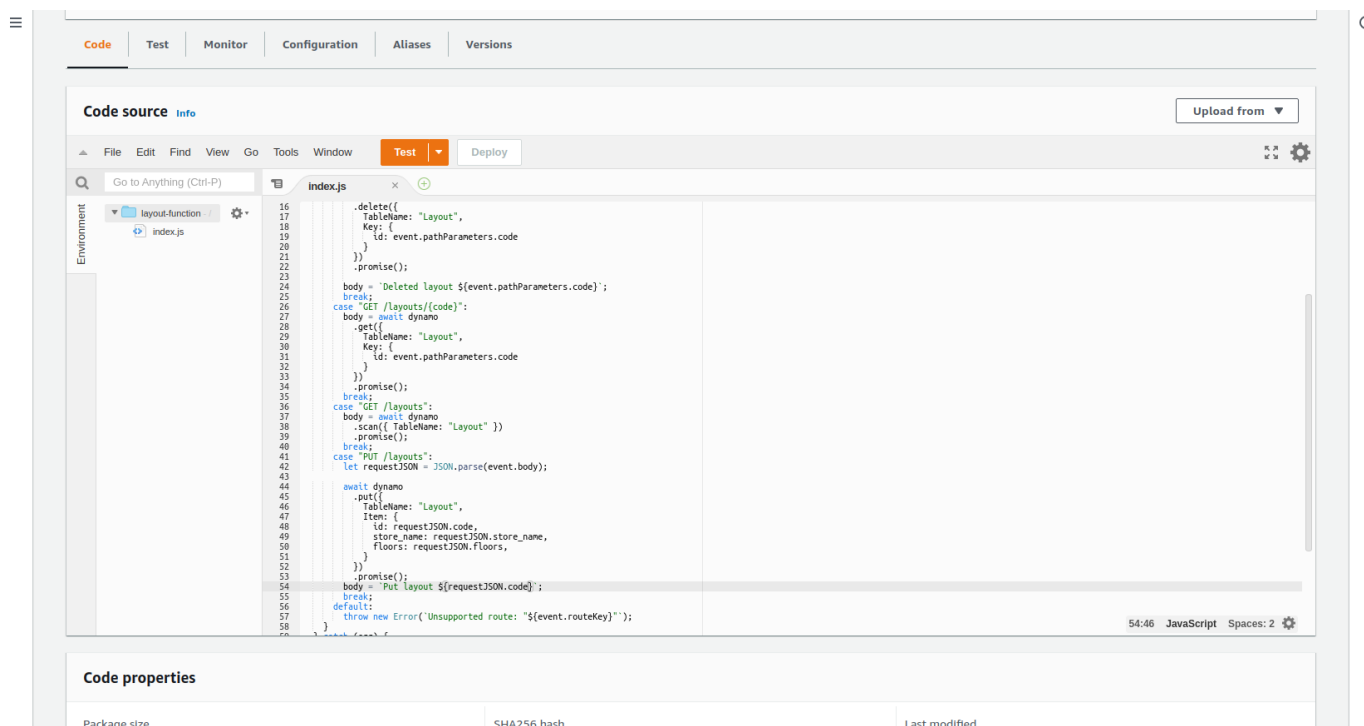 Code Test Monitor Configuration Aliases Versions
Code source Info
Upload from
File Edit Find View Go Tools Window Test Deploy
Go to Anything (Ctrl-P)
index.js
Environment
layout-function - /
index.js
16 .delete({
17 TableName: "Layout",
18 Key: {
19 id: event.pathParameters.code
20 }
21 })
22 .promise();
23
24 body = `Deleted layout ${event.pathParameters.code}`;
25 break;
26 case "GET /layouts/{code}":
27 body = await dynamo
28 .get({
29 TableName: "Layout",
30 Key: {
31 id: event.pathParameters.code
32 }
33 })
34 .promise();
35 break;
36 case "GET /layouts":
37 body = await dynamo
38 .scan({ TableName: "Layout" })
39 .promise();
40 break;
41 case "PUT /layouts":
42 let requestJSON = JSON.parse(event.body);
43
44 await dynamo
45 .put({
46 TableName: "Layout",
47 Item: {
48 id: requestJSON.code,
49 store_name: requestJSON.store_name,
50 floors: requestJSON.floors,
51 }
52 })
53 .promise();
54 body = `Put layout ${requestJSON.code}`;
55 break;
56 default:
57 throw new Error(`Unsupported route: "${event.routeKey}"`);
58 }
59 } catch (err) {
54:46 JavaScript Spaces: 2
Code properties
Package size SHA256 hash Last modified